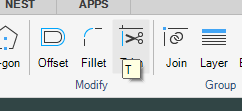 NEST APPS
-gon Offset Fillet Join Layer
T
Modify Group